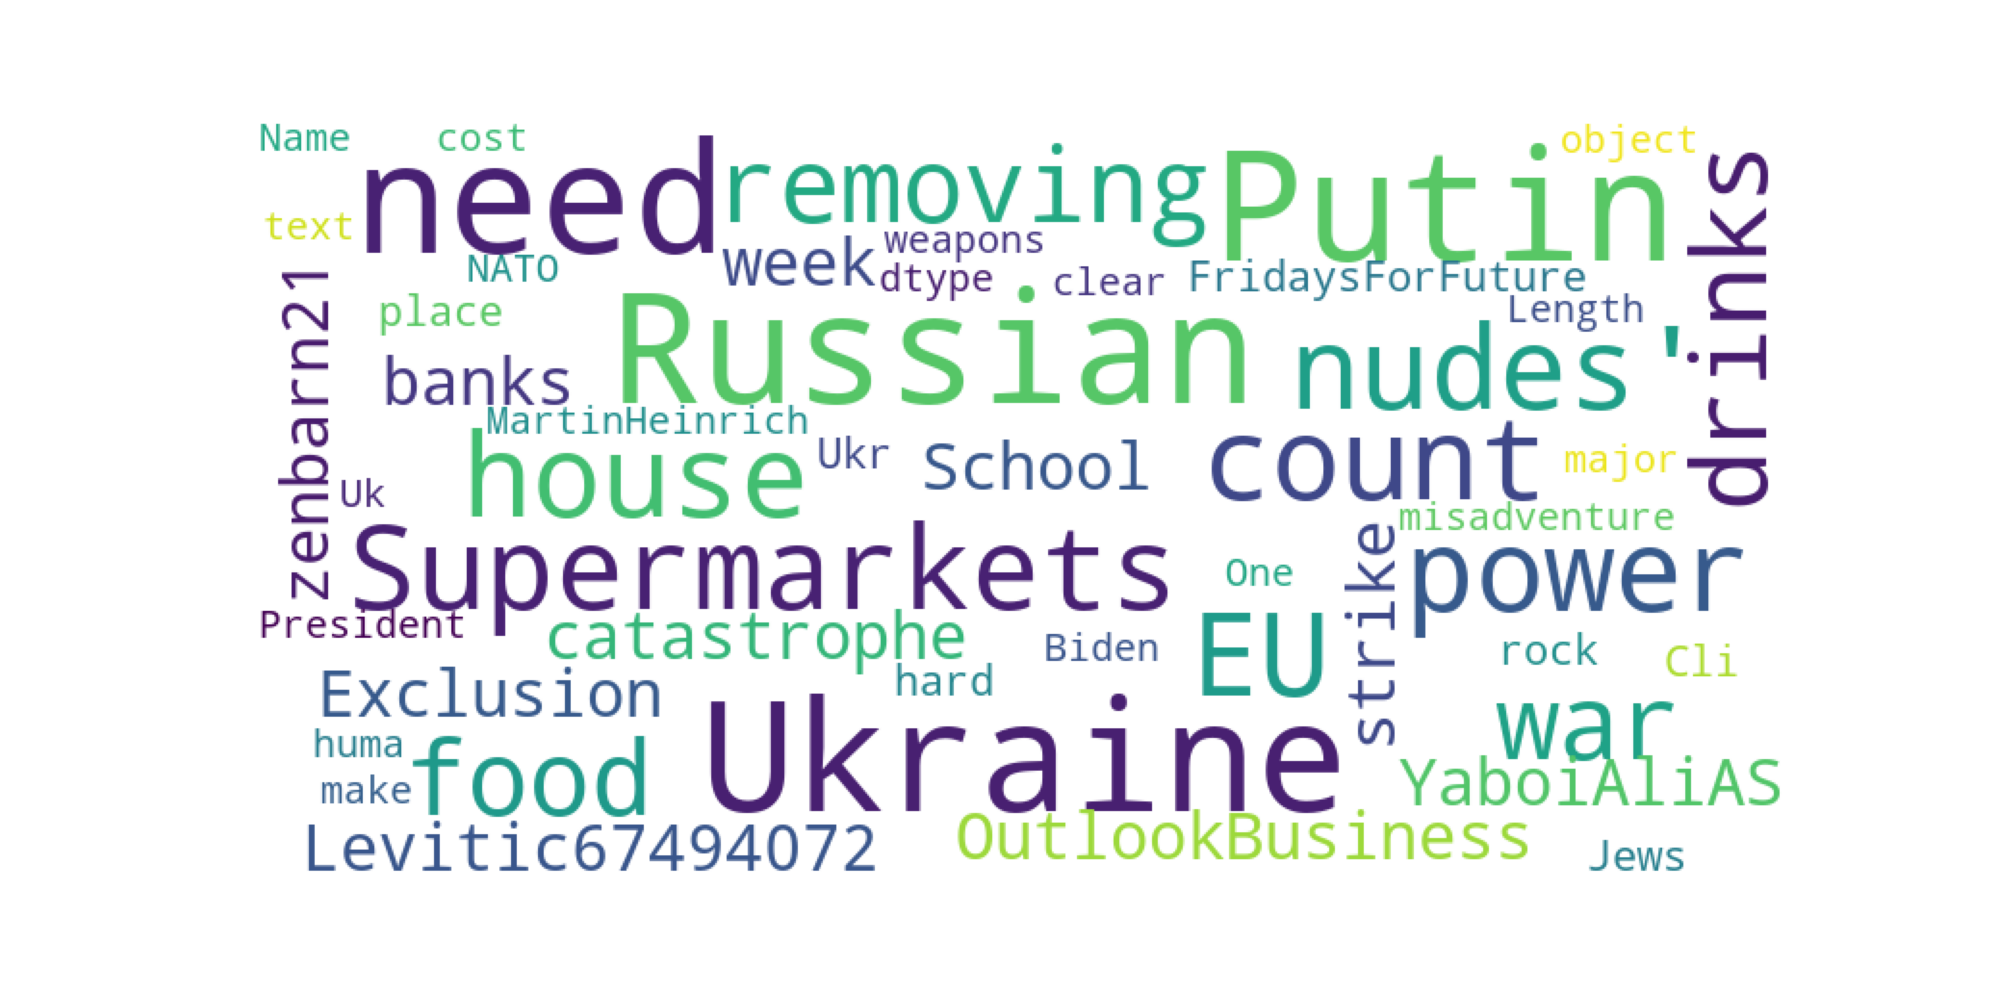 Name
cost
object
need
removing
Putin
drinks
text
week
weapons
NATO
dtype
clear
FridaysForFuture
zenbarn21
place
Russian
Length
nudes'
banks
MartinHeinrich
house
Ukr
School
count
major
Uk
Supermarkets
misadventure
strike
power
One
President
catastrophe
Biden
EU
rock
Cli
Exclusion
hard
Ukraine
war
huma
food
make
YaboiAliAS
Levitic67494072
OutlookBusiness
Jews